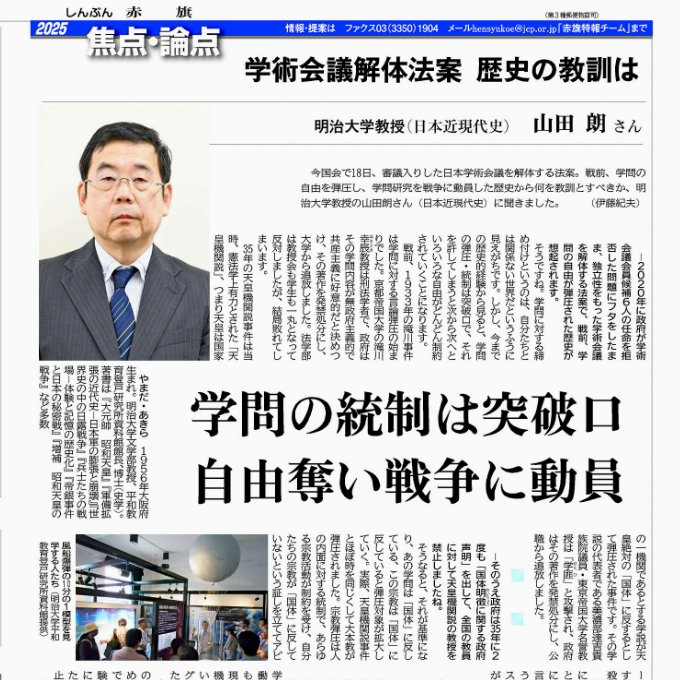 しんぶん 赤旗
(第3種郵便物認可)
2025
焦点・論点
情報・提案は ファクス03(3350)1904 メールhensyukoe@jcp.or.jp「赤旗特報チーム」まで
学術会議解体法案 歴史の教訓は
明治大学教授(日本近現代史) 山田 朗さん
今国会で18日、審議入りした日本学術会議を解体する法案。戦前、学問の
自由を弾圧し、学問研究を戦争に動員した歴史から何を教訓とすべきか、明
治大学教授の山田朗さん(日本近現代史)に聞きました。 (伊藤紀夫)
―2020年に政府が学術
会議会員候補6人の任命を拒
否した問題にフタをしたま
ま、独立性をもった学術会議
を解体する法案で、戦前、学
問の自由が弾圧された歴史が
想起されます。
そうですね。学問に対する締
め付けというのは、自分たちと
は関係ない世界だというふうに
見えがちです。しかし、今まで
の歴史的経験から見ると、学問
の弾圧・統制は突破口で、それ
を許してしまうと次から次へと
いろいろな自由がどんどん制約
されていくことになります。
戦前、1933年の滝川事件
は学問に対する言論弾圧の始ま
りでした。京都帝国大学の滝川
幸辰教授は刑法学者で、政府は
その学問内容が無政府主義的で
共産主義に好意的だと決めつ
け、その著作を発禁処分にし、
大学から追放しました。法学部
は教授会も学生も一丸となって
反対しましたが、結局敗れてし
まいます。
35年の天皇機関説事件は当
時、憲法学上有力とされた「天
皇機関説」、つまり天皇は国家
学問の統制は突破口
自由奪い戦争に動員
やまだ・あきら 1956年大阪府
生まれ。明治大学文学部教授、平和教
育登戸研究所資料館館長、博士(史学)。
著書は『大元帥 昭和天皇』『軍備拡
張の近代史―日本軍の膨張と崩壊』『世
界史の中の日露戦争』『兵士たちの戦
場―体験と記憶の歴史化』『帝銀事件
と日本の秘密戦』『増補 昭和天皇の
戦争』など多数
の一機関であるとする学説が天
皇絶対の「国体」に反するとし
て弾圧された事件です。その学
説の代表者である美濃部達吉貴
族院議員・東京帝国大学名誉教
授は「学匪」と攻撃され、政府
はその著作を発禁処分にし、公
職から追放しました。
―そのうえ政府は35年に2
度も「国体明徴に関する政府
声明」を出して、全国の教員
に対して天皇機関説の教授を
禁止しましたね。
そうなると、それが基準にな
り、あの学問は「国体」に反し
ている、この宗教は「国体」に
反していると弾圧対象が拡大し
ていく。実際、天皇機関説事件
とほぼ時を同じくして大本教が
弾圧されました。宗教弾圧は人
の内面に対する統制で、あらゆ
る宗教活動が制約を受け、自分
たちの宗教が「国体」に反して
いないという証しを立ててアピ
風船爆弾の10分の1模型を見
学する人たち(明治大学平和
教育登戸研究所資料館提供)